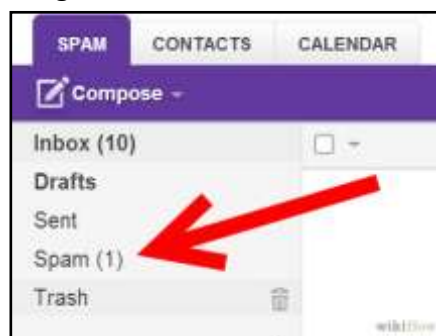 SPAM CONTACTS CALENDAR
Compose
Inbox (10)
Drafts
Sent
Spam (1)
Trash